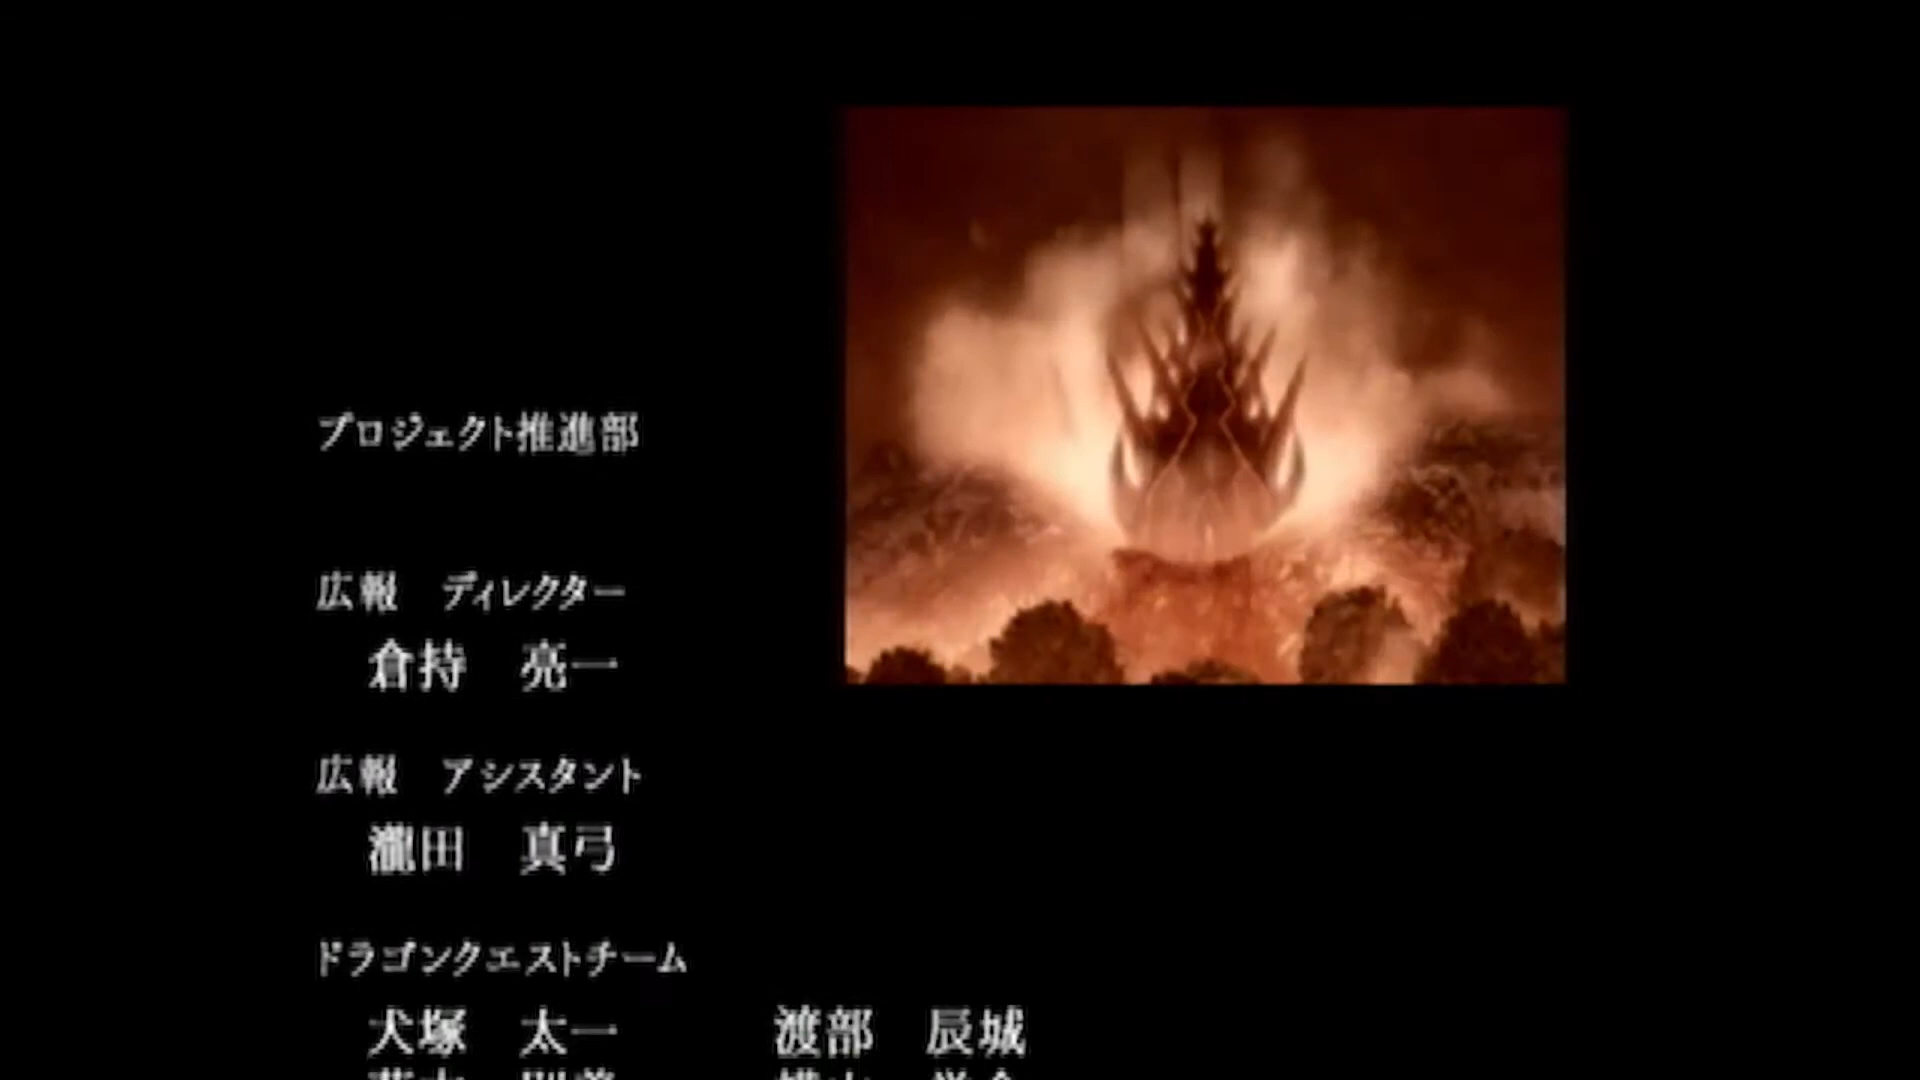 プロジェクト推進部
広報　ディレクター
倉持　亮一
広報　アシスタント
瀧田　真弓
ドラゴンクエストチーム
犬塚　太一　　　渡部　辰城